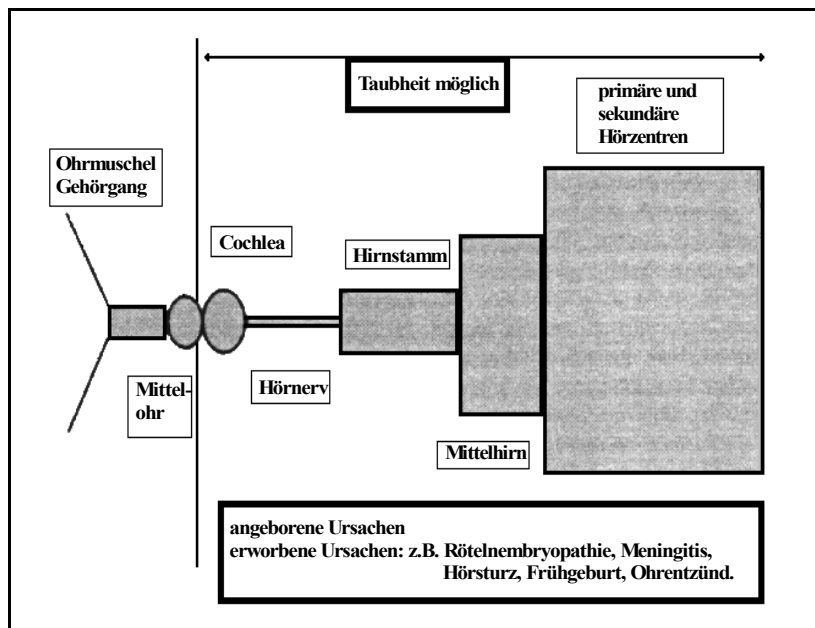 Taubheit möglich
primäre und
sekundäre
Hörzentren
Ohrmuschel
Gehörgang
Cochlea
Hirnstamm
Mittel-
ohr
Hörnerv
Mittelhirn
angeborene Ursachen
erworbene Ursachen: z.B. Rötelnembryopathie, Meningitis,
Hörsturz, Frühgeburt, Ohrentzünd.